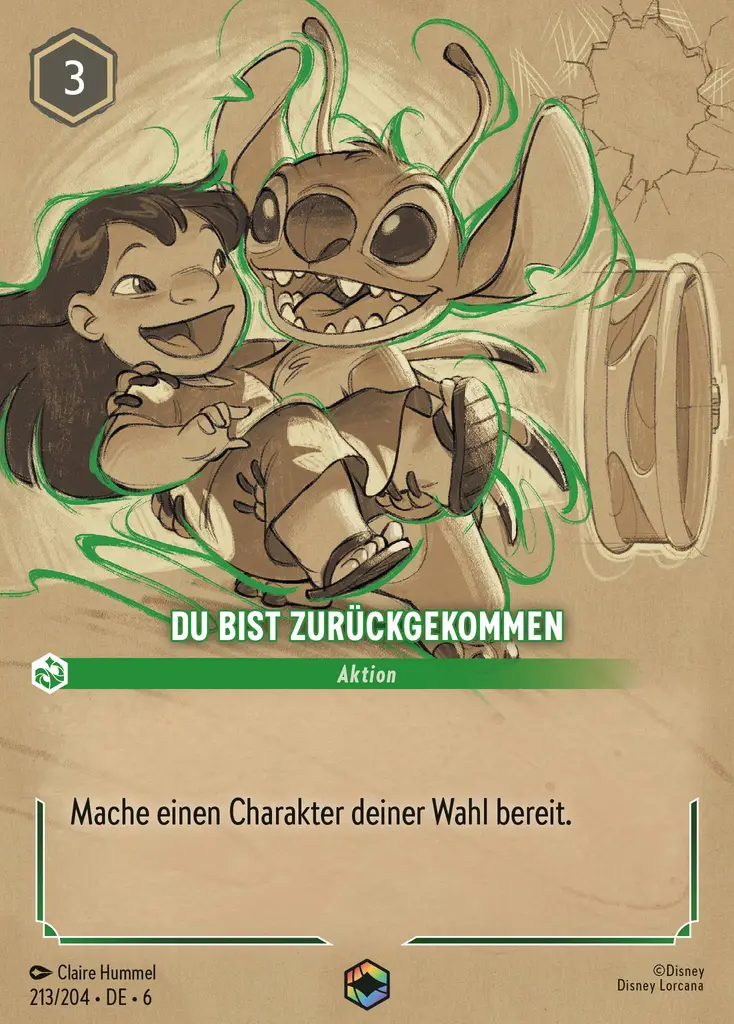 3
DU BIST ZURÜCKGEKOMMEN
Aktion
Mache einen Charakter deiner Wahl bereit.
Claire Hummel
213/204 • DE • 6
©Disney
Disney Lorcana